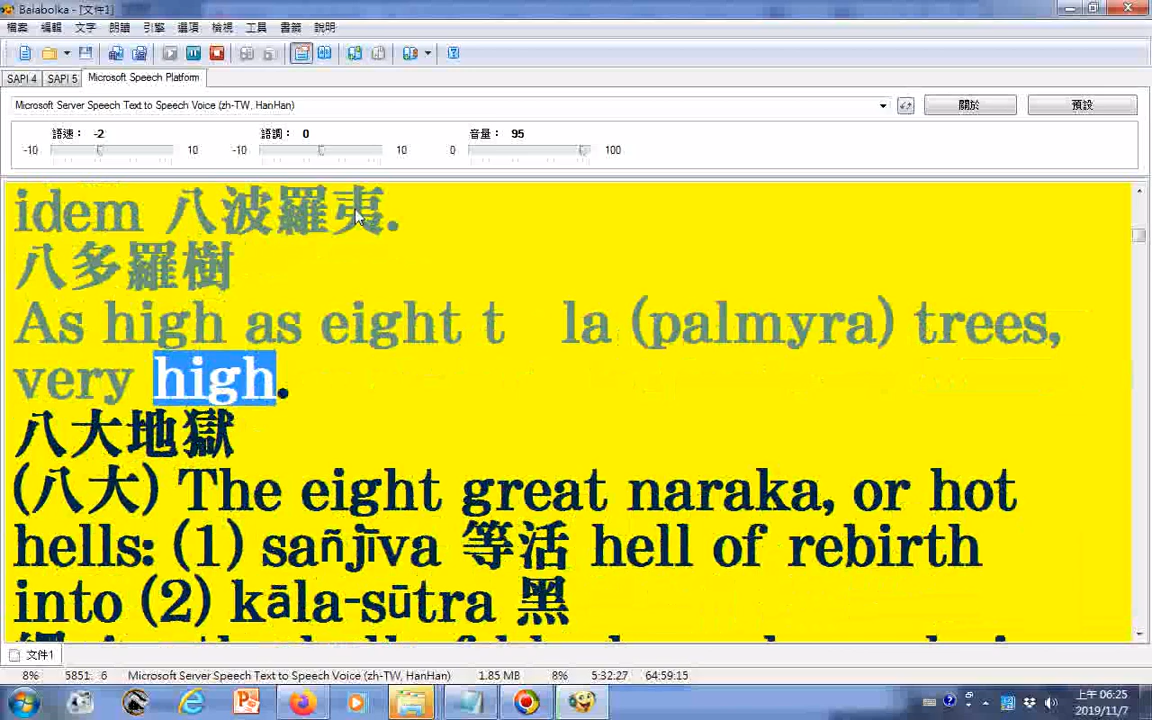 Balabolka - [文件1]
檔案 編輯 文字 朗讀 引擎 選項 檢視 工具 書籤 說明
SAPI 4 SAPI 5 Microsoft Speech Platform
Microsoft Server Speech Text to Speech Voice (zh-TW, HanHan) 關於 預設
語速： -2 語調： 0 音量： 95
-10 10 -10 10 0 100
idem 八波羅夷.
八多羅樹
As high as eight t la (palmyra) trees,
very high.
八大地獄
(八大) The eight great naraka, or hot
hells: (1) sañjīva 等活 hell of rebirth
into (2) kāla-sūtra 黑
文件1
8% 5851: 6 Microsoft Server Speech Text to Speech Voice (zh-TW, HanHan) 1.85 MB 8% 5:32:27 64:59:15
上午 06:25
2019/11/7